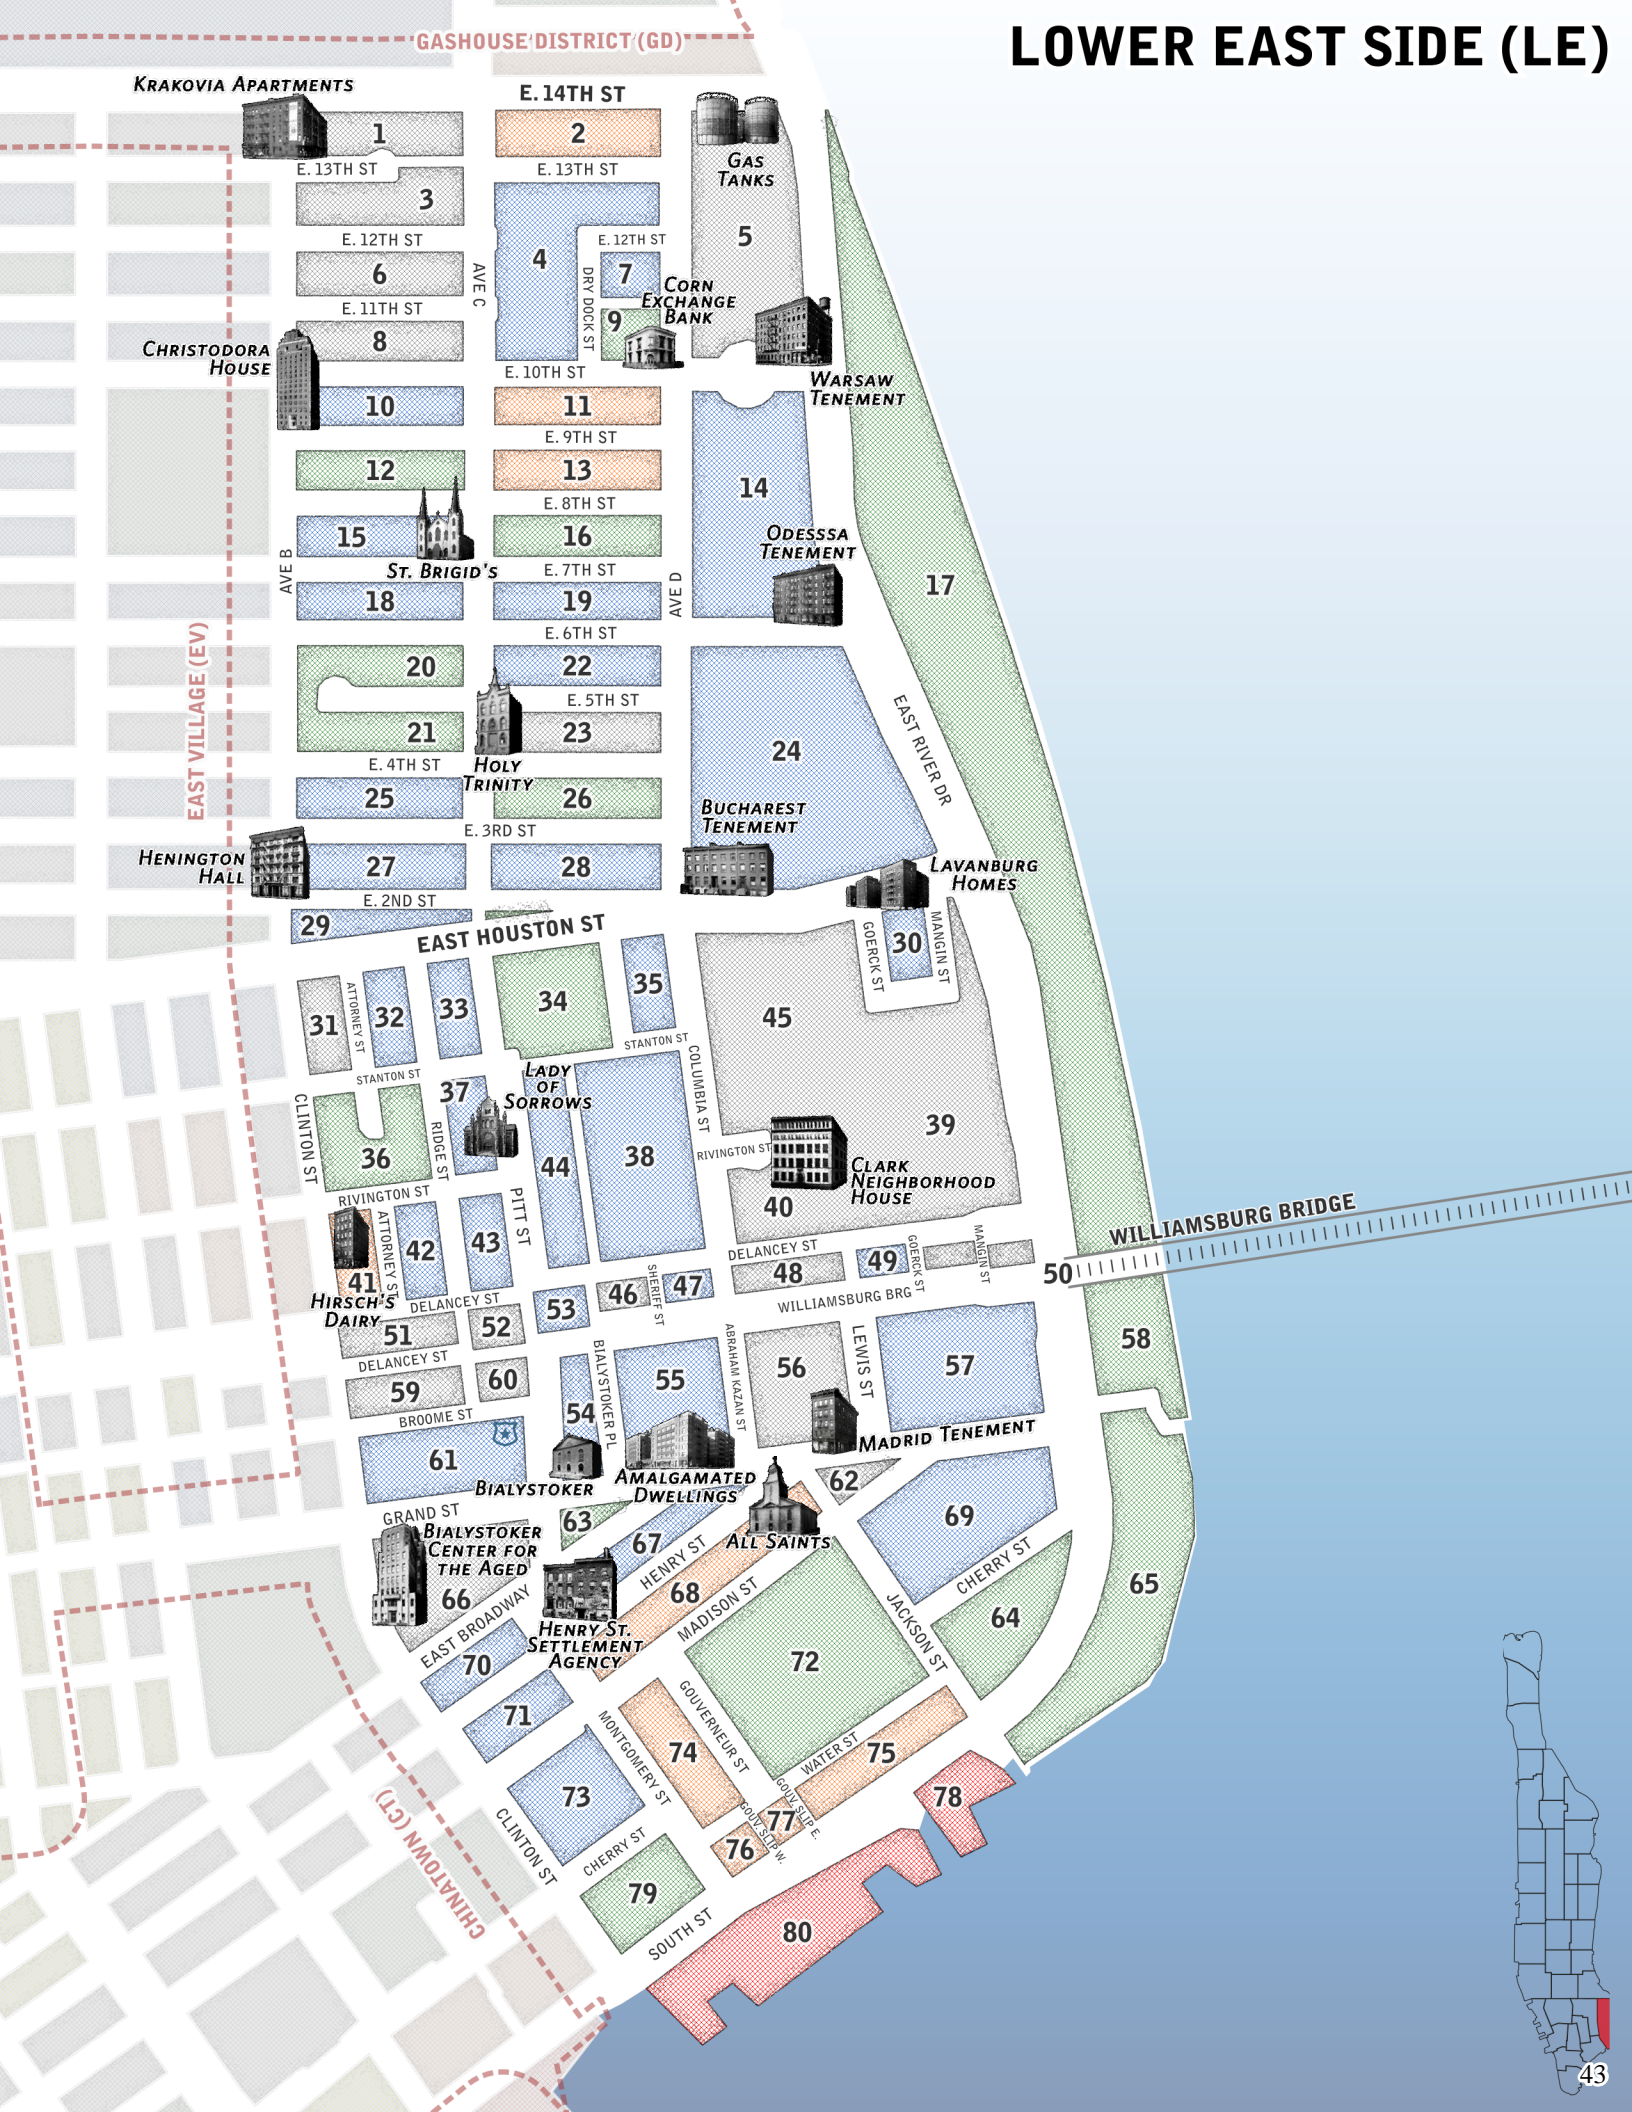 LOWER EAST SIDE (LE)
GASHOUSE DISTRICT (GD)
KRAKOVIA APARTMENTS
E. 14TH ST
1
2
GAS
TANKS
E. 13TH ST
E. 13TH ST
3
E. 12TH ST
E. 12TH ST
4
5
6
7
AVE C
DRY DOCK ST
CORN
EXCHANGE
BANK
E. 11TH ST
8
9
CHRISTODORA
HOUSE
E. 10TH ST
WARSAW
TENEMENT
10
11
E. 9TH ST
12
13
14
E. 8TH ST
15
16
ODESSSA
TENEMENT
ST. BRIGID'S
E. 7TH ST
AVE B
AVE D
17
18
19
E. 6TH ST
EAST VILLAGE (EV)
20
22
E. 5TH ST
21
23
24
EAST RIVER DR
E. 4TH ST
HOLY
TRINITY
25
26
BUCHAREST
TENEMENT
E. 3RD ST
HENINGTON
HALL
27
28
LAVANBURG
HOMES
E. 2ND ST
29
EAST HOUSTON ST
GOERCK ST
30
MANGIN ST
31
ATTORNEY ST
32
33
34
35
45
STANTON ST
STANTON ST
COLUMBIA ST
CLINTON ST
36
RIDGE ST
37
LADY
OF
SORROWS
44
38
39
RIVINGTON ST
CLARK
NEIGHBORHOOD
HOUSE
RIVINGTON ST
PITT ST
40
41
ATTORNEY ST
42
43
DELANCEY ST
GOERCK ST
MANGIN ST
WILLIAMSBURG BRIDGE
HIRSCH'S
DAIRY
DELANCEY ST
46
SHERIFF ST
47
48
49
50
WILLIAMSBURG BRG
51
52
53
58
DELANCEY ST
BIALYSTOKER PL
55
ABRAHAM KAZAN ST
56
LEWIS ST
57
59
60
BROOME ST
54
61
MADRID TENEMENT
BIALYSTOKER
AMALGAMATED
DWELLINGS
62
GRAND ST
BIALYSTOKER
CENTER FOR
THE AGED
63
67
HENRY ST
ALL SAINTS
69
CHERRY ST
66
EAST BROADWAY
68
MADISON ST
JACKSON ST
64
65
HENRY ST.
SETTLEMENT
AGENCY
70
71
72
MONTGOMERY ST
GOUVERNEUR ST
74
WATER ST
75
73
CLINTON ST
CHERRY ST
GOUV. SLIP W.
GOUV. SLIP E.
76
77
78
79
SOUTH ST
80
CHINATOWN (CT)
43